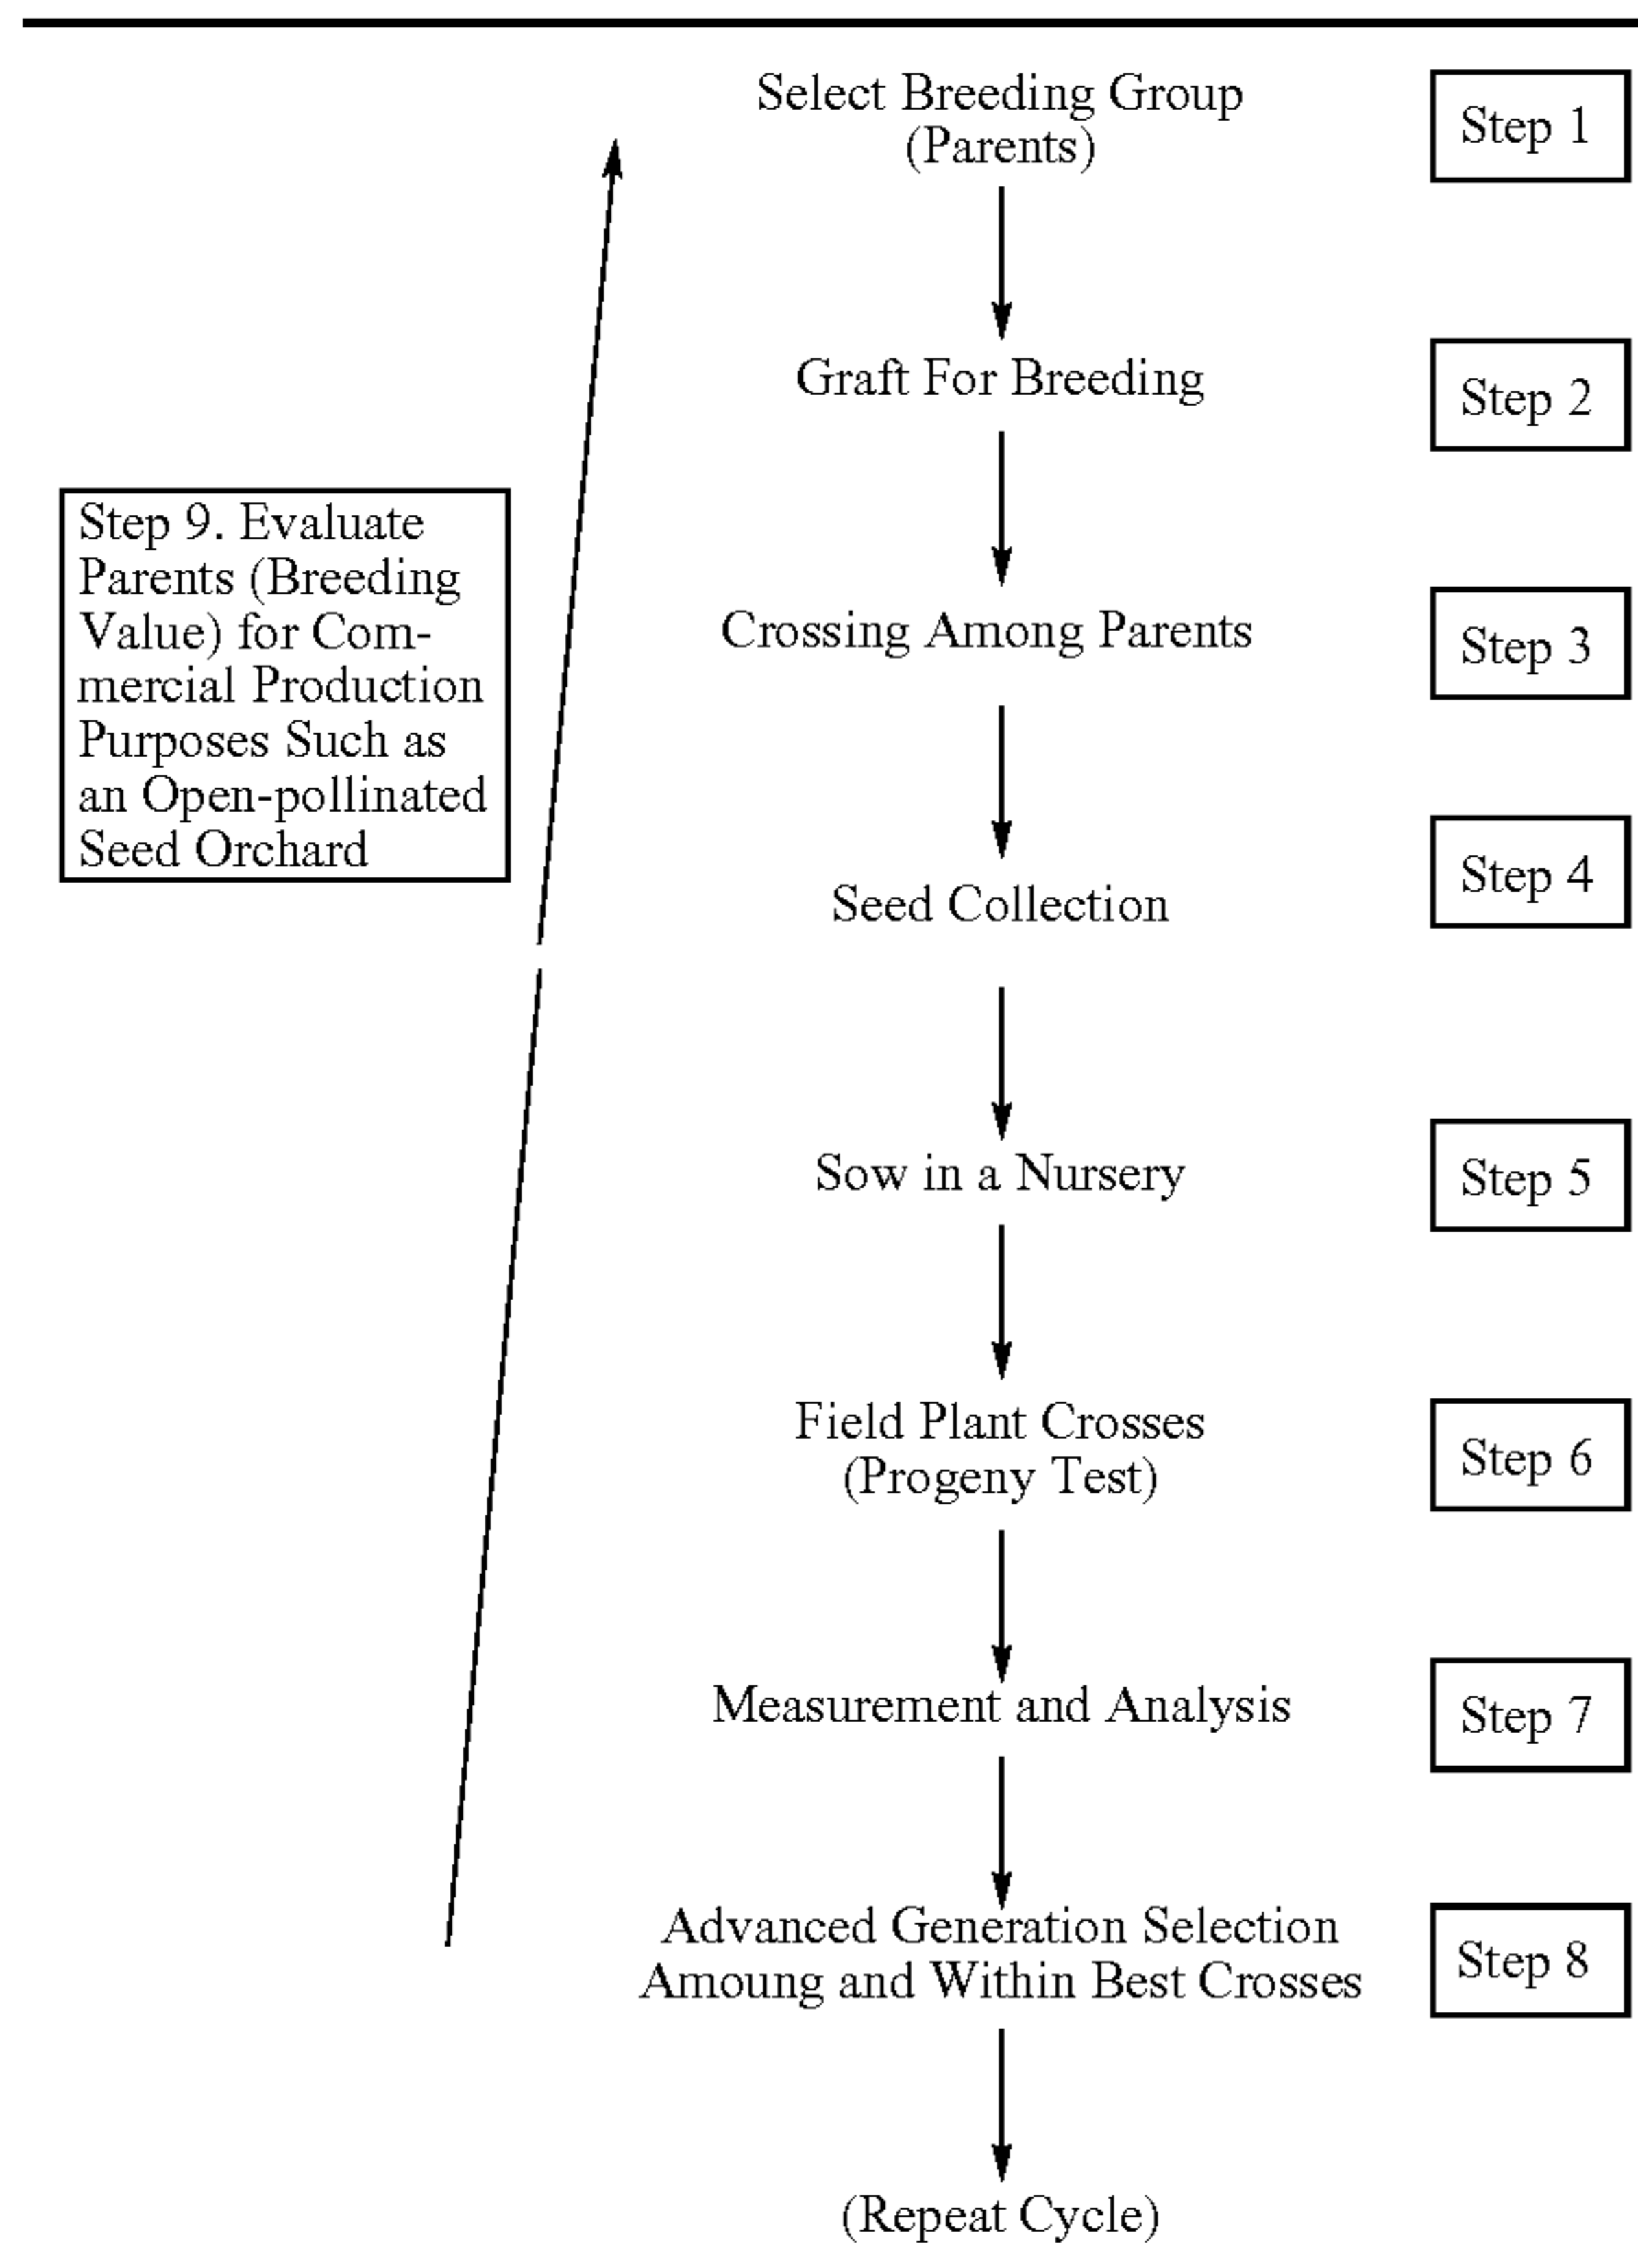 Select Breeding Group
(Parents)
Step 1
Graft For Breeding
Step 2
Step 9. Evaluate
Parents (Breeding
Value) for Com-
mercial Production
Purposes Such as
an Open-pollinated
Seed Orchard
Crossing Among Parents
Step 3
Seed Collection
Step 4
Sow in a Nursery
Step 5
Field Plant Crosses
(Progeny Test)
Step 6
Measurement and Analysis
Step 7
Advanced Generation Selection
Amoung and Within Best Crosses
Step 8
(Repeat Cycle)